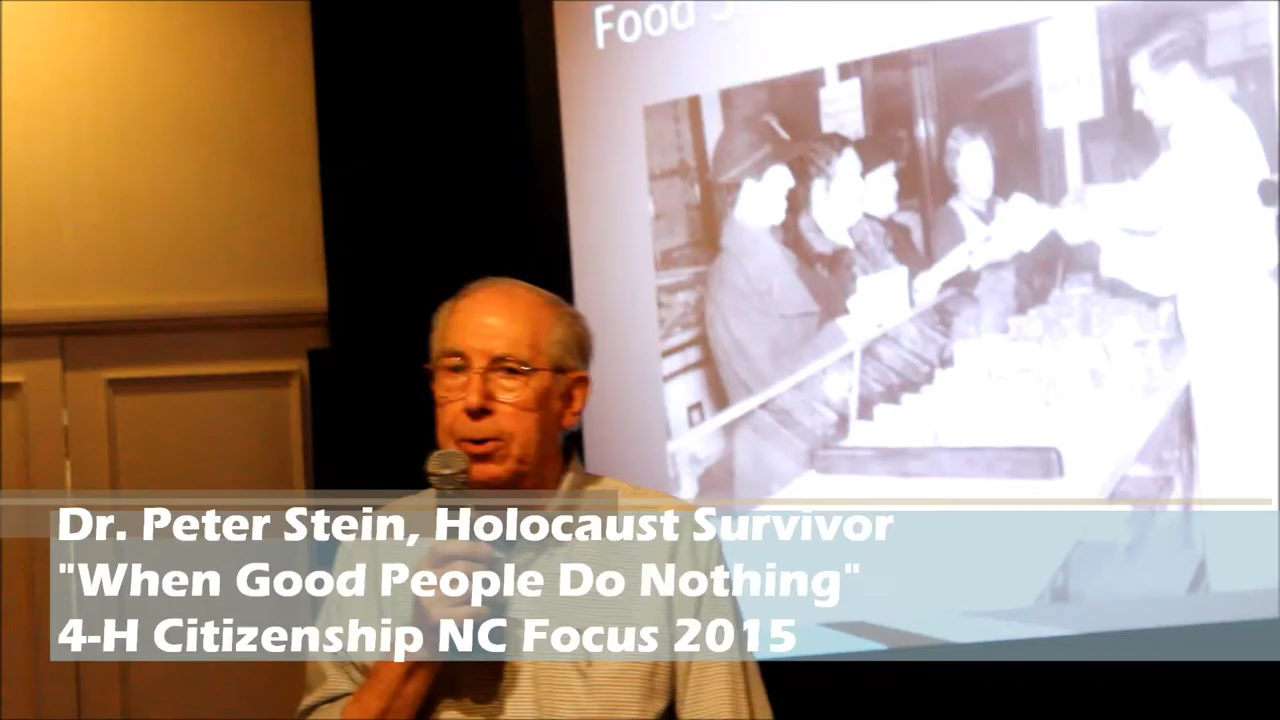 Food
Dr. Peter Stein, Holocaust Survivor
"When Good People Do Nothing"
4-H Citizenship NC Focus 2015